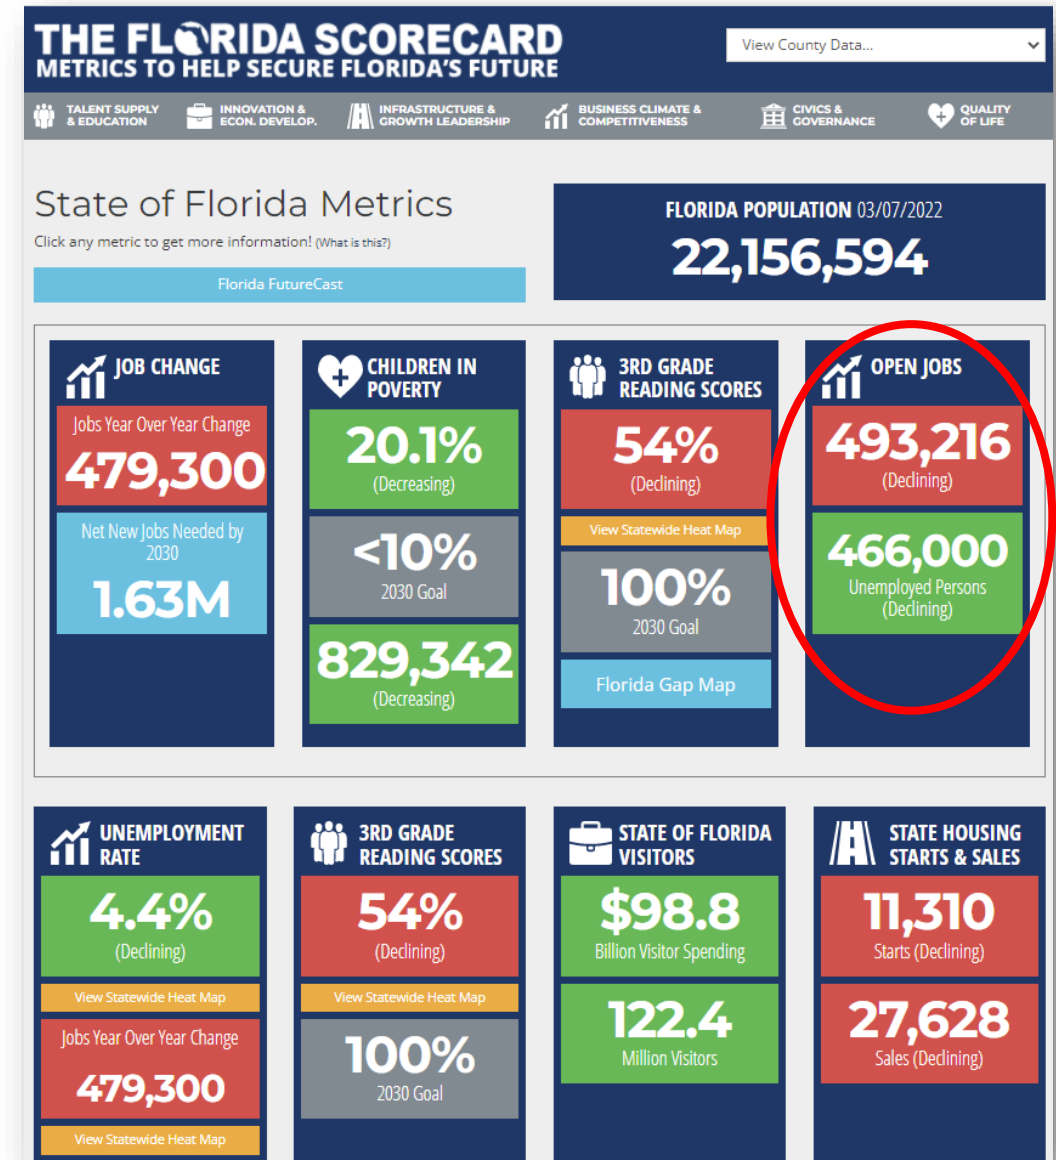 THE FLORIDA SCORECARD
METRICS TO HELP SECURE FLORIDA'S FUTURE
View County Data...
TALENT SUPPLY
& EDUCATION
INNOVATION &
ECON. DEVELOP.
INFRASTRUCTURE &
GROWTH LEADERSHIP
BUSINESS CLIMATE &
COMPETITIVENESS
CIVICS &
GOVERNANCE
QUALITY
OF LIFE
State of Florida Metrics
Click any metric to get more information! (What is this?)
Florida FutureCast
FLORIDA POPULATION 03/07/2022
22,156,594
JOB CHANGE
Jobs Year Over Year Change
479,300
Net New Jobs Needed by
2030
1.63M
CHILDREN IN
POVERTY
20.1%
(Decreasing)
<10%
2030 Goal
829,342
(Decreasing)
3RD GRADE
READING SCORES
54%
(Declining)
View Statewide Heat Map
100%
2030 Goal
Florida Gap Map
OPEN JOBS
493,216
(Declining)
466,000
Unemployed Persons
(Declining)
UNEMPLOYMENT
RATE
4.4%
(Declining)
View Statewide Heat Map
Jobs Year Over Year Change
479,300
View Statewide Heat Map
3RD GRADE
READING SCORES
54%
(Declining)
View Statewide Heat Map
100%
2030 Goal
STATE OF FLORIDA
VISITORS
$98.8
Billion Visitor Spending
122.4
Million Visitors
STATE HOUSING
STARTS & SALES
11,310
Starts (Declining)
27,628
Sales (Declining)